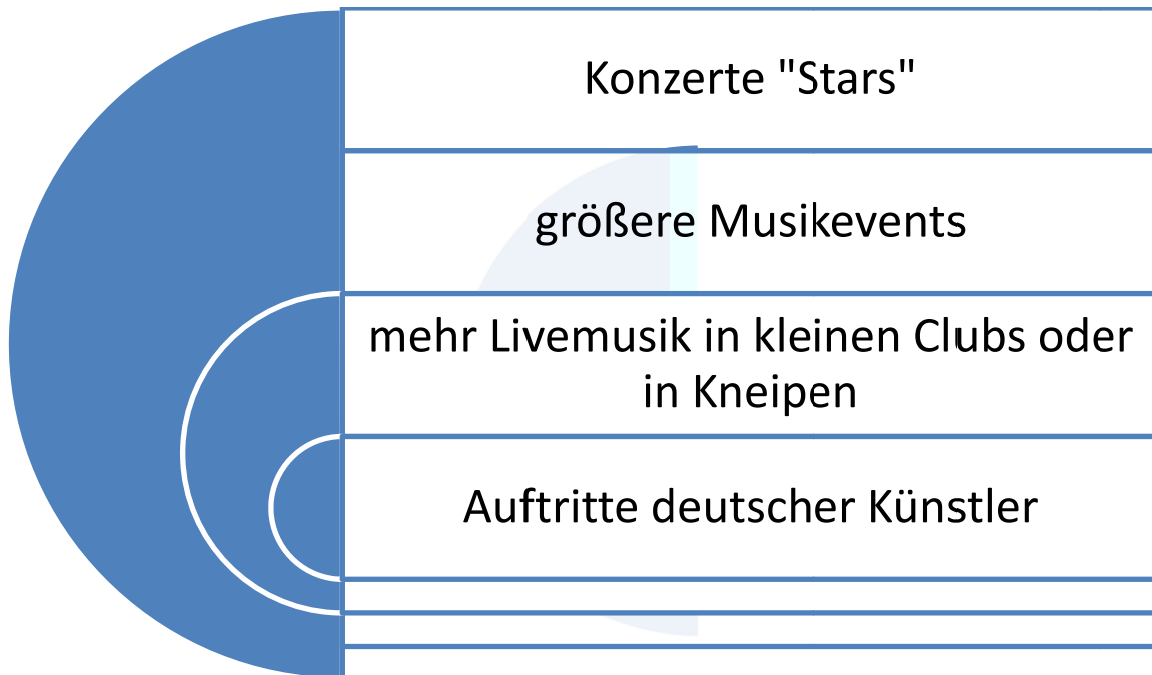 Konzerte "Stars"
größere Musikevents
mehr Livemusik in kleinen Clubs oder
in Kneipen
Auftritte deutscher Künstler